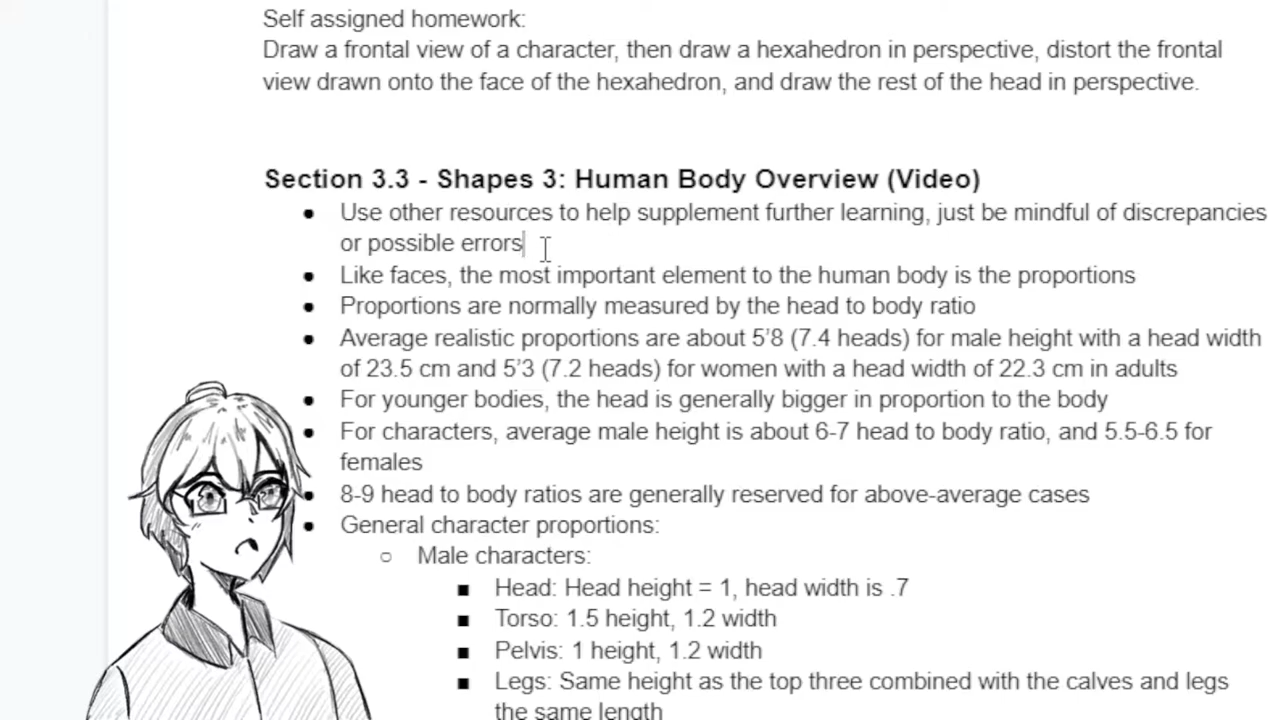 Self assigned homework:
Draw a frontal view of a character, then draw a hexahedron in perspective, distort the frontal
view drawn onto the face of the hexahedron, and draw the rest of the head in perspective.
Section 3.3 - Shapes 3: Human Body Overview (Video)
● Use other resources to help supplement further learning, just be mindful of discrepancies
or possible errors
● Like faces, the most important element to the human body is the proportions
● Proportions are normally measured by the head to body ratio
● Average realistic proportions are about 5'8 (7.4 heads) for male height with a head width
of 23.5 cm and 5'3 (7.2 heads) for women with a head width of 22.3 cm in adults
● For younger bodies, the head is generally bigger in proportion to the body
● For characters, average male height is about 6-7 head to body ratio, and 5.5-6.5 for
females
● 8-9 head to body ratios are generally reserved for above-average cases
● General character proportions:
○ Male characters:
■ Head: Head height = 1, head width is .7
■ Torso: 1.5 height, 1.2 width
■ Pelvis: 1 height, 1.2 width
■ Legs: Same height as the top three combined with the calves and legs
the same length